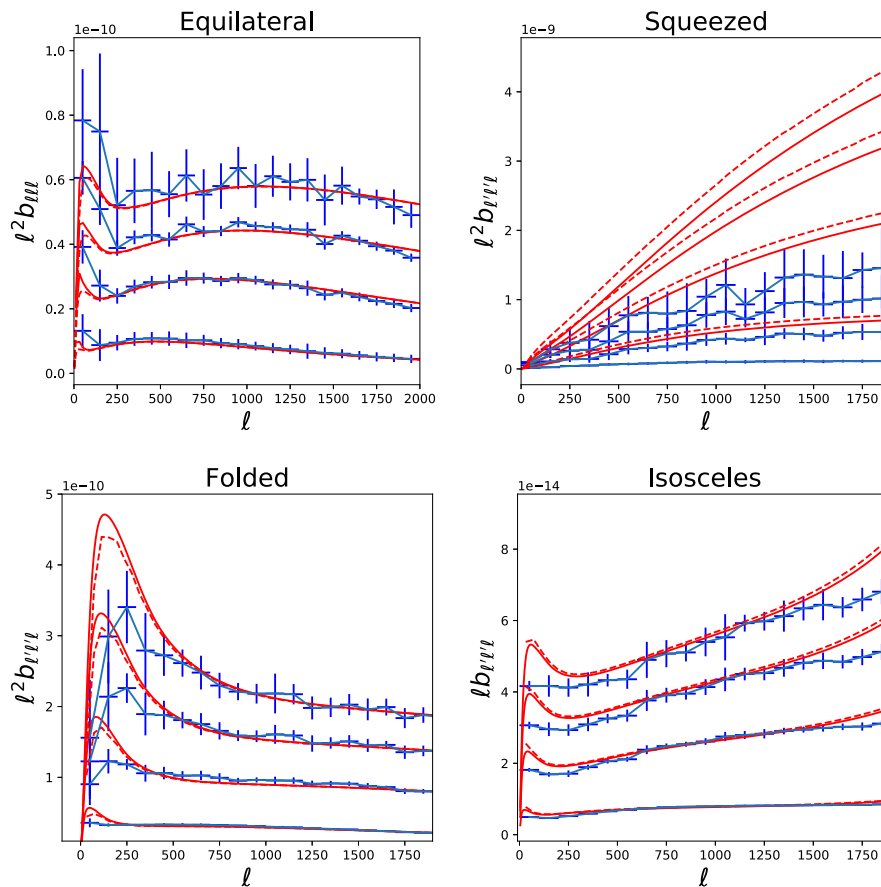 Equilateral
1e−10
ℓ²b_ℓℓℓ
1.0
0.8
0.6
0.4
0.2
0.0
0 250 500 750 1000 1250 1500 1750 2000
ℓ
Squeezed
1e−9
ℓ²b_ℓ'ℓ'ℓ
4
3
2
1
0
0 250 500 750 1000 1250 1500 1750
ℓ
Folded
1e−10
ℓ²b_ℓ'ℓ'ℓ
5
4
3
2
1
0 250 500 750 1000 1250 1500 1750
ℓ
Isosceles
1e−14
ℓb_ℓ'ℓ'ℓ
8
6
4
2
0
0 250 500 750 1000 1250 1500 1750
ℓ